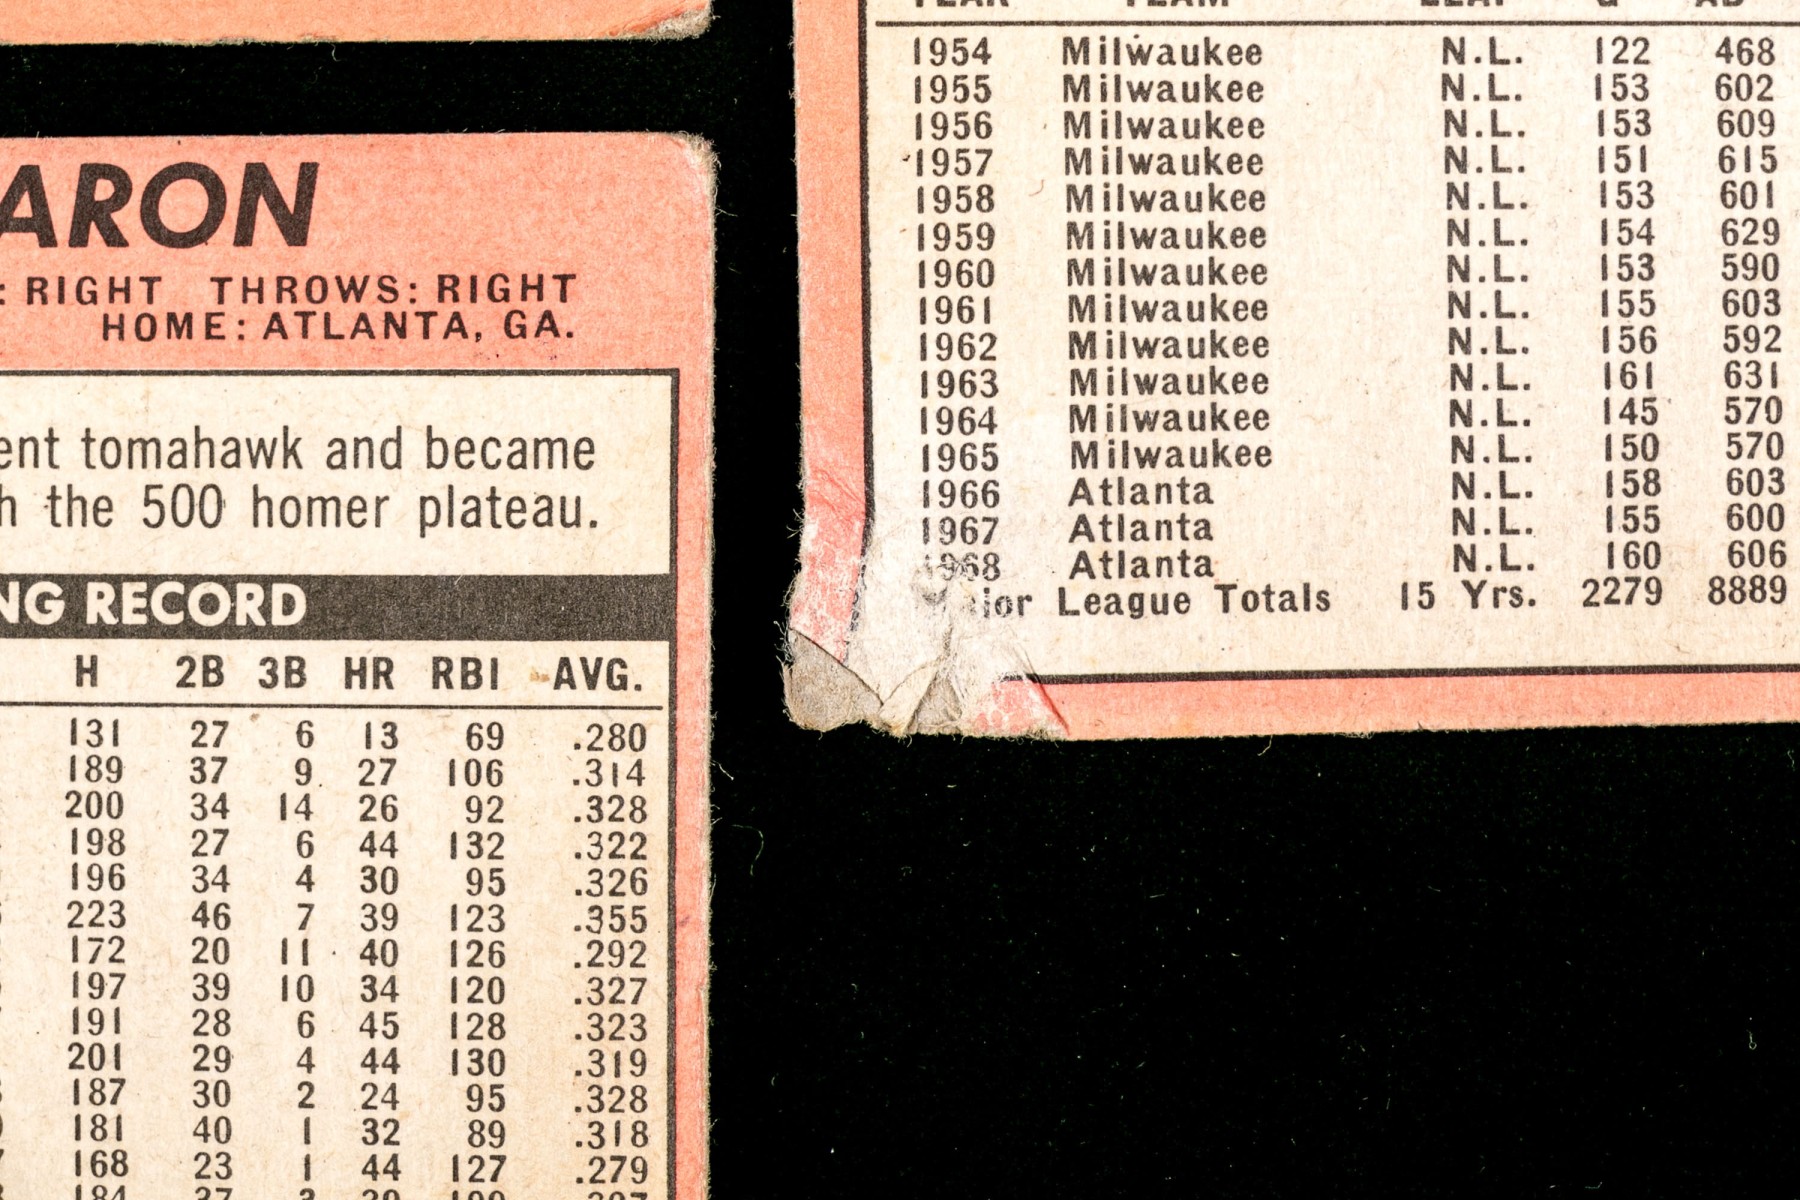 ARON
: RIGHT THROWS: RIGHT
HOME: ATLANTA, GA.
ent tomahawk and became
h the 500 homer plateau.
NG RECORD
H 2B 3B HR RBI AVG.
131 27 6 13 69 .280
189 37 9 27 106 .314
200 34 14 26 92 .328
198 27 6 44 132 .322
196 34 4 30 95 .326
223 46 7 39 123 .355
172 20 11 40 126 .292
197 39 10 34 120 .327
191 28 6 45 128 .323
201 29 4 44 130 .319
187 30 2 24 95 .328
181 40 1 32 89 .318
168 23 1 44 127 .279
184 37 3
YEAR TEAM
1954 Milwaukee N.L. 122 468
1955 Milwaukee N.L. 153 602
1956 Milwaukee N.L. 153 609
1957 Milwaukee N.L. 151 615
1958 Milwaukee N.L. 153 601
1959 Milwaukee N.L. 154 629
1960 Milwaukee N.L. 153 590
1961 Milwaukee N.L. 155 603
1962 Milwaukee N.L. 156 592
1963 Milwaukee N.L. 161 631
1964 Milwaukee N.L. 145 570
1965 Milwaukee N.L. 150 570
1966 Atlanta N.L. 158 603
1967 Atlanta N.L. 155 600
1968 Atlanta N.L. 160 606
Major League Totals 15 Yrs. 2279 8889